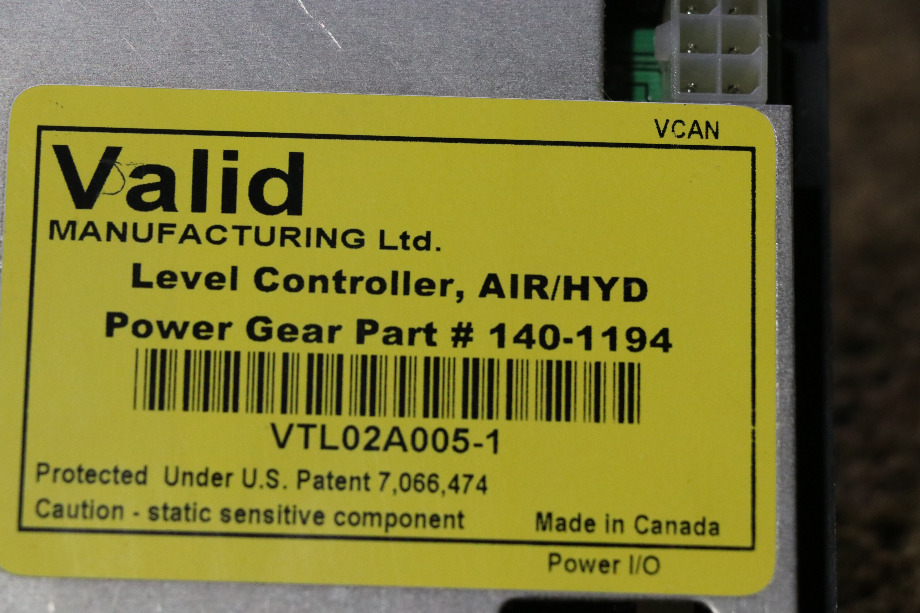 VCAN
Valid
MANUFACTURING Ltd.
Level Controller, AIR/HYD
Power Gear Part # 140-1194
VTL02A005-1
Protected Under U.S. Patent 7,066,474
Caution - static sensitive component
Made in Canada
Power I/O